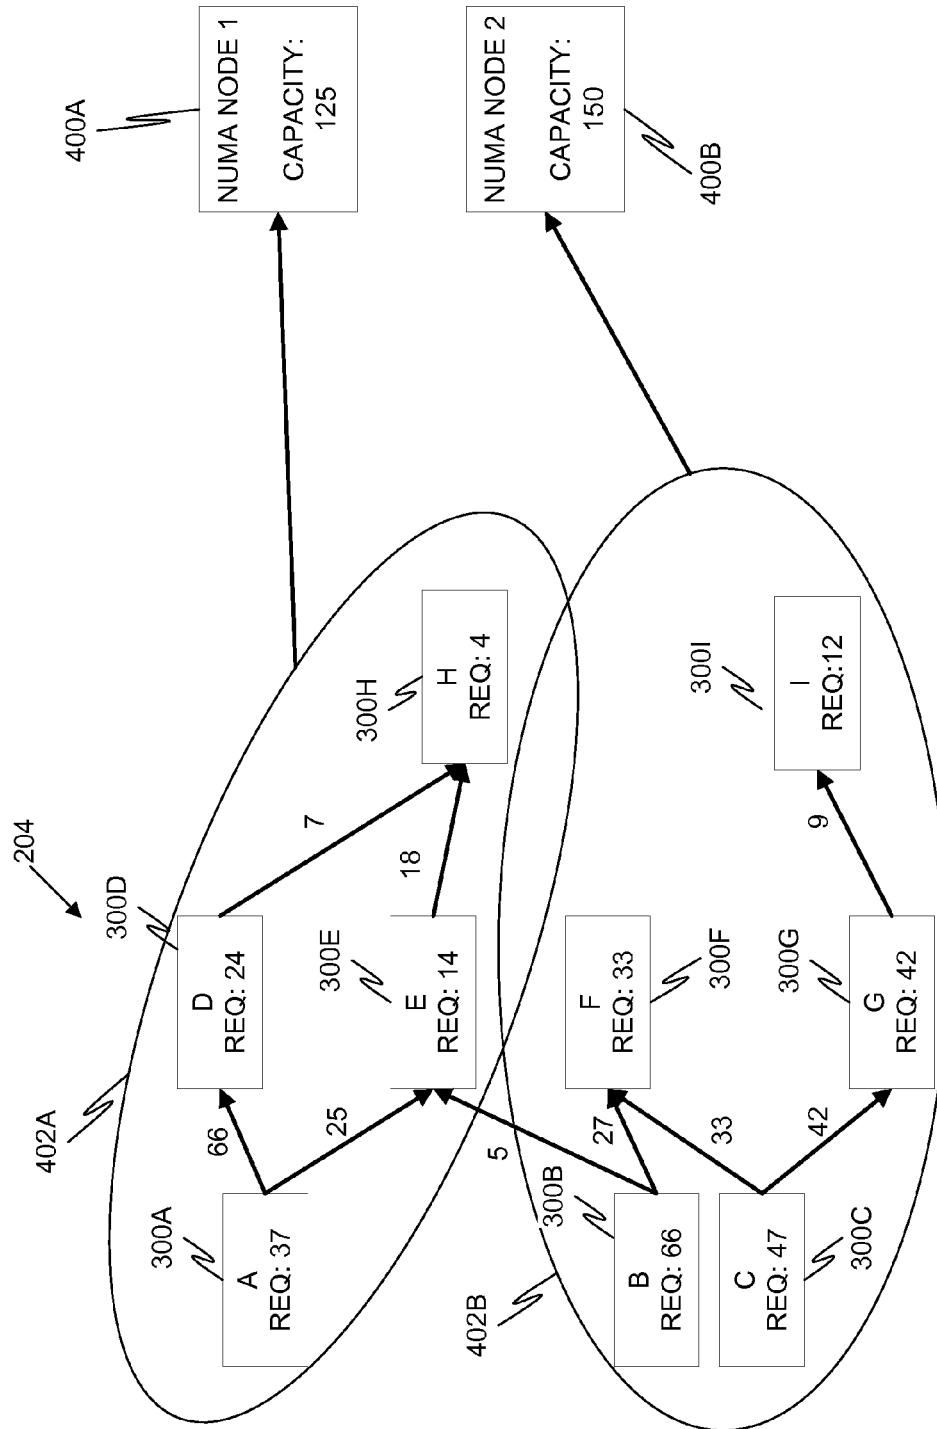 204
402A
300A
A
REQ: 37
66
25
300D
D
REQ: 24
300E
E
REQ: 14
7
18
300H
H
REQ: 4
400A
NUMA NODE 1
CAPACITY:
125
402B
300B
B
REQ: 66
C
REQ: 47
300C
5
27
33
42
F
REQ: 33
300F
300G
G
REQ: 42
9
300I
I
REQ:12
NUMA NODE 2
CAPACITY:
150
400B